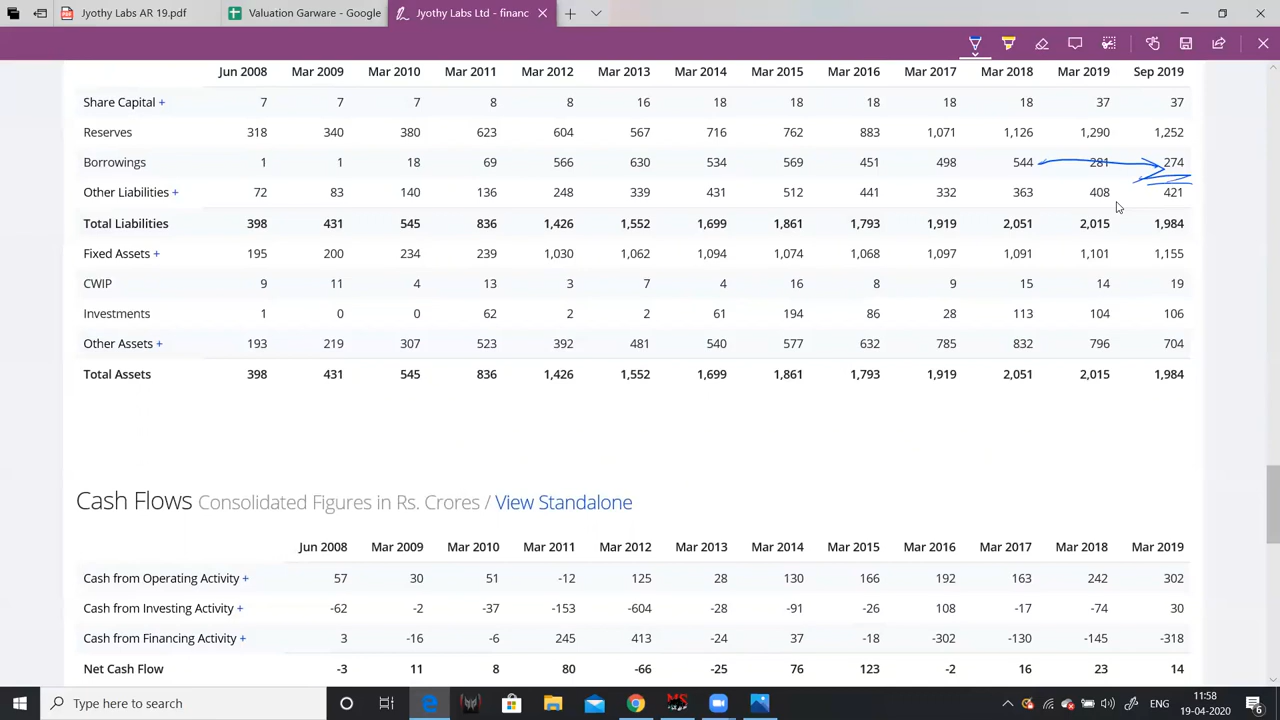 Jyothy Labs AR 19.pdf
Valuation Garware - Google
Jyothy Labs Ltd - financ
Jun 2008 Mar 2009 Mar 2010 Mar 2011 Mar 2012 Mar 2013 Mar 2014 Mar 2015 Mar 2016 Mar 2017 Mar 2018 Mar 2019 Sep 2019
Share Capital + 7 7 7 8 8 16 18 18 18 18 18 37 37
Reserves 318 340 380 623 604 567 716 762 883 1,071 1,126 1,290 1,252
Borrowings 1 1 18 69 566 630 534 569 451 498 544 281 274
Other Liabilities + 72 83 140 136 248 339 431 512 441 332 363 408 421
Total Liabilities 398 431 545 836 1,426 1,552 1,699 1,861 1,793 1,919 2,051 2,015 1,984
Fixed Assets + 195 200 234 239 1,030 1,062 1,094 1,074 1,068 1,097 1,091 1,101 1,155
CWIP 9 11 4 13 3 7 4 16 8 9 15 14 19
Investments 1 0 0 62 2 2 61 194 86 28 113 104 106
Other Assets + 193 219 307 523 392 481 540 577 632 785 832 796 704
Total Assets 398 431 545 836 1,426 1,552 1,699 1,861 1,793 1,919 2,051 2,015 1,984
Cash Flows Consolidated Figures in Rs. Crores / View Standalone
Jun 2008 Mar 2009 Mar 2010 Mar 2011 Mar 2012 Mar 2013 Mar 2014 Mar 2015 Mar 2016 Mar 2017 Mar 2018 Mar 2019
Cash from Operating Activity + 57 30 51 -12 125 28 130 166 192 163 242 302
Cash from Investing Activity + -62 -2 -37 -153 -604 -28 -91 -26 108 -17 -74 30
Cash from Financing Activity + 3 -16 -6 245 413 -24 37 -18 -302 -130 -145 -318
Net Cash Flow -3 11 8 80 -66 -25 76 123 -2 16 23 14
Type here to search
ENG
11:58
19-04-2020
6